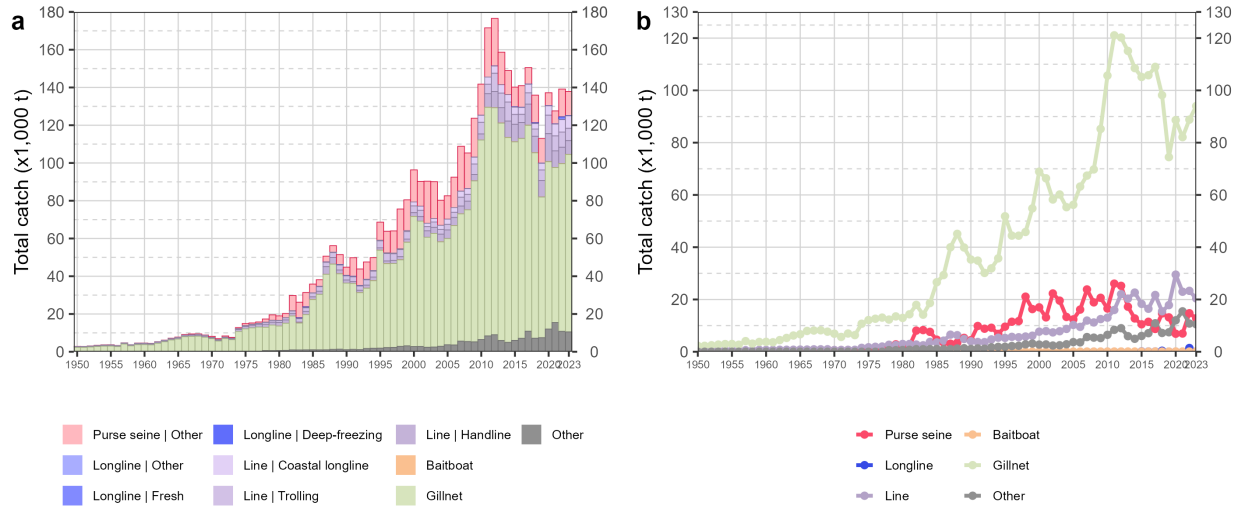 a
Total catch (x1,000 t)
180 180
160 160
140 140
120 120
100 100
80 80
60 60
40 40
20 20
0 0
1950 1955 1960 1965 1970 1975 1980 1985 1990 1995 2000 2005 2010 2015 2020 2023
Purse seine | Other
Longline | Other
Longline | Fresh
Longline | Deep-freezing
Line | Coastal longline
Line | Trolling
Line | Handline
Baitboat
Gillnet
Other
b
Total catch (x1,000 t)
130 130
120 120
100 100
80 80
60 60
40 40
20 20
0 0
1950 1955 1960 1965 1970 1975 1980 1985 1990 1995 2000 2005 2010 2015 2020 2023
Purse seine
Longline
Line
Baitboat
Gillnet
Other